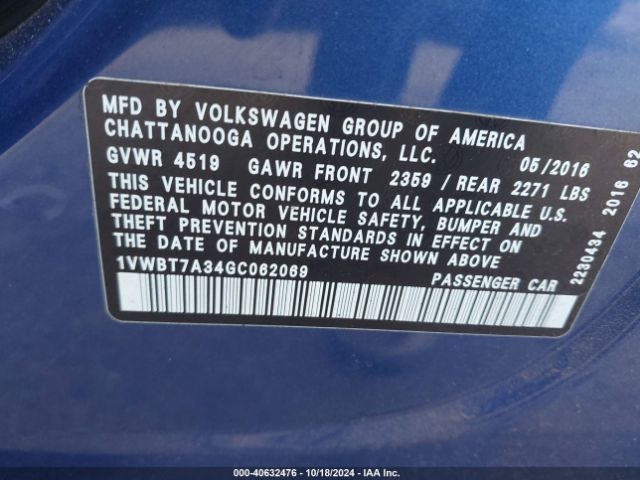 MFD BY VOLKSWAGEN GROUP OF AMERICA
CHATTANOOGA OPERATIONS, LLC. 05/2016
GVWR 4519 GAWR FRONT 2359 / REAR 2271 LBS
THIS VEHICLE CONFORMS TO ALL APPLICABLE U.S.
FEDERAL MOTOR VEHICLE SAFETY, BUMPER AND
THEFT PREVENTION STANDARDS IN EFFECT ON
THE DATE OF MANUFACTURE SHOWN ABOVE
1VWBT7A34GC062069 PASSENGER CAR
2230434 2016 62
000-40632476 - 10/18/2024 - IAA Inc.